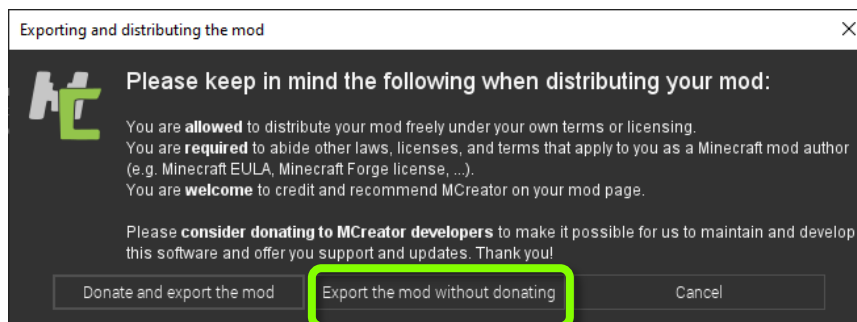 Exporting and distributing the mod
Please keep in mind the following when distributing your mod:
You are allowed to distribute your mod freely under your own terms or licensing.
You are required to abide other laws, licenses, and terms that apply to you as a Minecraft mod author
(e.g. Minecraft EULA, Minecraft Forge license, ...).
You are welcome to credit and recommend MCreator on your mod page.
Please consider donating to MCreator developers to make it possible for us to maintain and develop
this software and offer you support and updates. Thank you!
Donate and export the mod
Export the mod without donating
Cancel